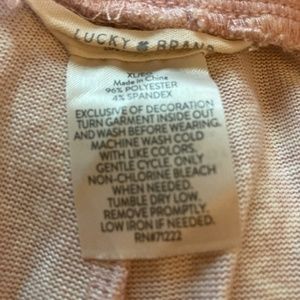 LUCKY BRAND
XL/
Made in China
96% POLYESTER
4% SPANDEX
EXCLUSIVE OF DECORATION
TURN GARMENT INSIDE OUT
AND WASH BEFORE WEARING.
MACHINE WASH COLD
WITH LIKE COLORS.
GENTLE CYCLE. ONLY
NON-CHLORINE BLEACH
WHEN NEEDED.
TUMBLE DRY LOW.
REMOVE PROMPTLY.
LOW IRON IF NEEDED.
RN#71222